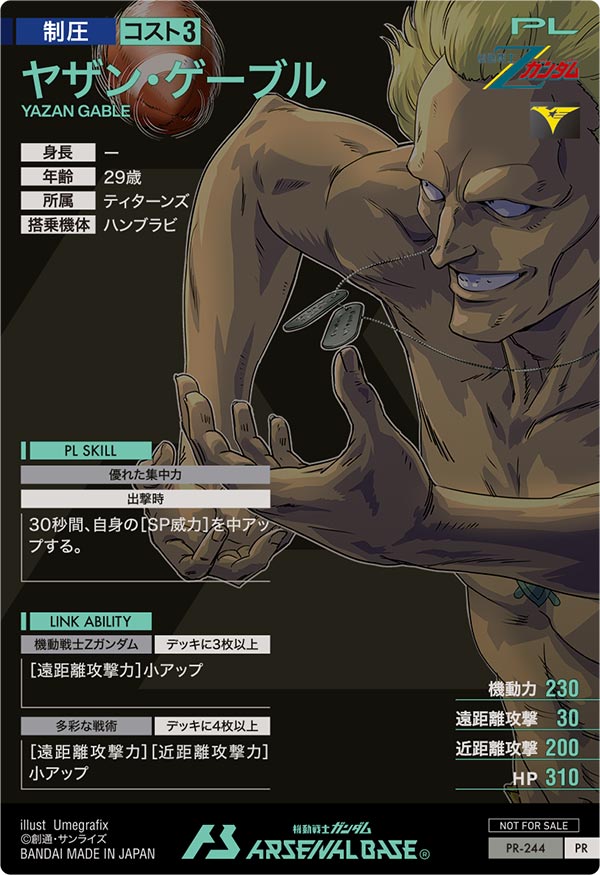 制圧 コスト3 PL
ヤザン・ゲーブル
YAZAN GABLE
機動戦士Zガンダム
身長 ―
年齢 29歳
所属 ティターンズ
搭乗機体 ハンブラビ
PL SKILL
優れた集中力
出撃時
30秒間、自身の[SP威力]を中アッ
プする。
LINK ABILITY
機動戦士Zガンダム デッキに3枚以上
[遠距離攻撃力]小アップ
多彩な戦術 デッキに4枚以上
[遠距離攻撃力][近距離攻撃力]
小アップ
機動力 230
遠距離攻撃 30
近距離攻撃 200
HP 310
illust Umegrafix
©創通・サンライズ
BANDAI MADE IN JAPAN
機動戦士ガンダム
ARSENAL BASE®
NOT FOR SALE
PR-244 PR